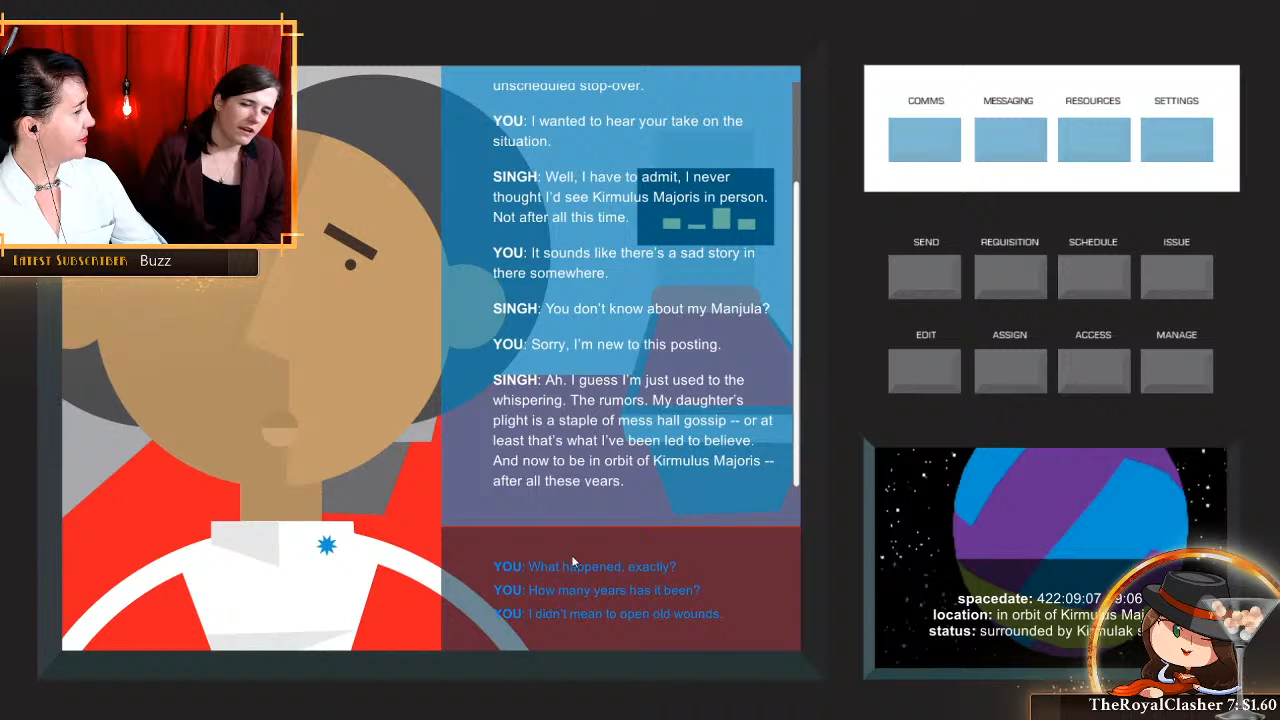 unscheduled stop-over.
YOU: I wanted to hear your take on the
situation.
SINGH: Well, I have to admit, I never
thought I'd see Kirmulus Majoris in person.
Not after all this time.
YOU: It sounds like there's a sad story in
there somewhere.
SINGH: You don't know about my Manjula?
YOU: Sorry, I'm new to this posting.
SINGH: Ah. I guess I'm just used to the
whispering. The rumors. My daughter's
plight is a staple of mess hall gossip -- or at
least that's what I've been led to believe.
And now to be in orbit of Kirmulus Majoris --
after all these years.
YOU: What happened, exactly?
YOU: How many years has it been?
YOU: I didn't mean to open old wounds.
LATEST SUBSCRIBER Buzz
COMMS MESSAGING RESOURCES SETTINGS
SEND REQUISITION SCHEDULE ISSUE
EDIT ASSIGN ACCESS MANAGE
spacedate: 422:09:07
location: in orbit of Kirmulus
status: surrounded by Kirmulak
TheRoyalClasher 7: $1.60